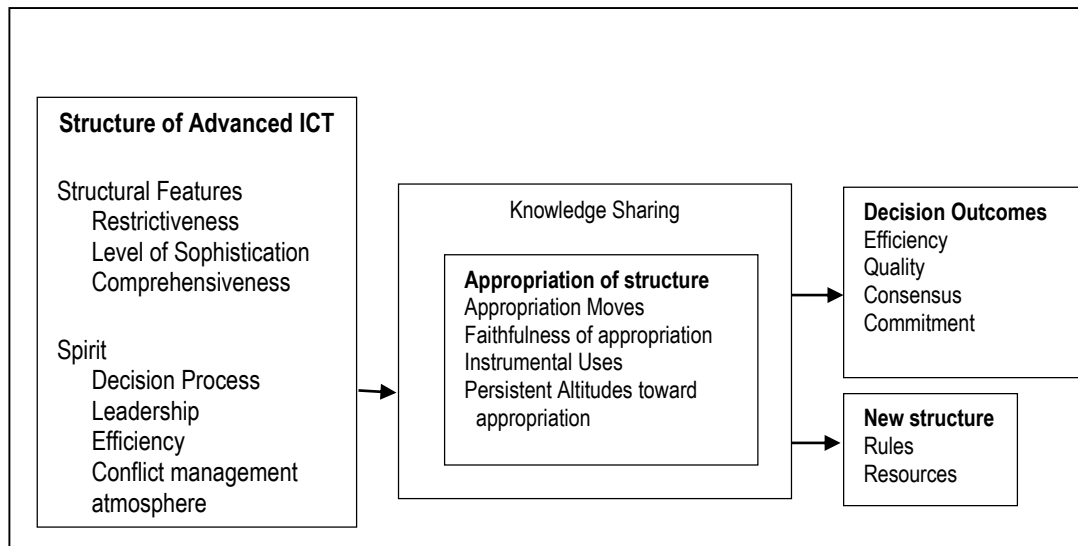 Structure of Advanced ICT
Structural Features
Restrictiveness
Level of Sophistication
Comprehensiveness
Spirit
Decision Process
Leadership
Efficiency
Conflict management
atmosphere
Knowledge Sharing
Appropriation of structure
Appropriation Moves
Faithfulness of appropriation
Instrumental Uses
Persistent Altitudes toward
appropriation
Decision Outcomes
Efficiency
Quality
Consensus
Commitment
New structure
Rules
Resources